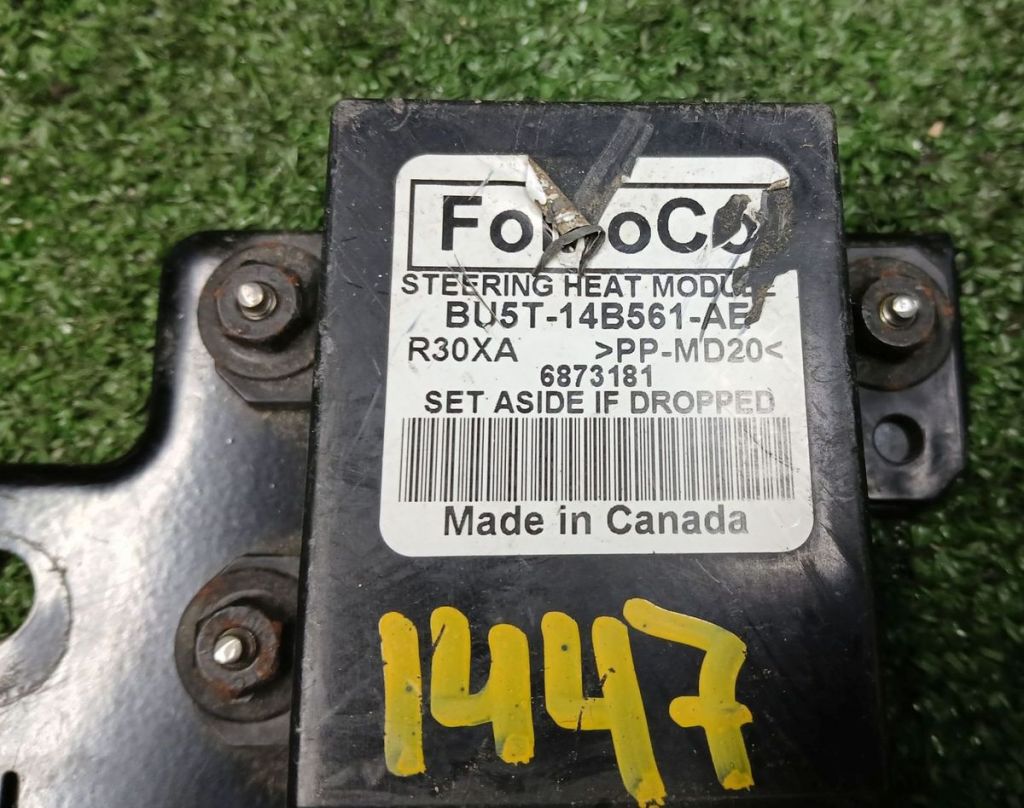 FoMoCo
STEERING HEAT MODULE
BU5T-14B561-AE
R30XA >PP-MD20<
6873181
SET ASIDE IF DROPPED
Made in Canada
1447